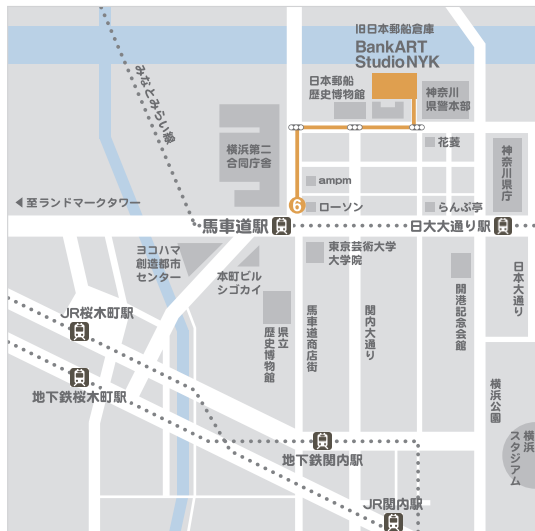 旧日本郵船倉庫
BankART
Studio NYK
みなとみらい線
日本郵船
歴史博物館
神奈川
県警本部
横浜第二
合同庁舎
花菱
神奈川県庁
ampm
至ランドマークタワー
6
ローソン
らんぷ亭
馬車道駅
日大大通り駅
ヨコハマ
創造都市
センター
本町ビル
シゴカイ
東京芸術大学
大学院
日本大通り
開港記念会館
県立
歴史博物館
馬車道商店街
関内大通り
JR桜木町駅
地下鉄桜木町駅
横浜公園
横浜
スタジアム
地下鉄関内駅
JR関内駅